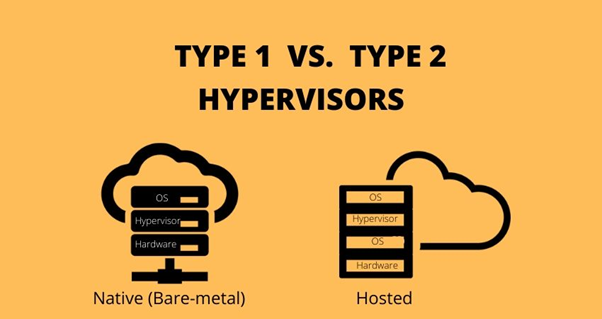 TYPE 1 VS. TYPE 2
HYPERVISORS
OS
Hypervisor
Hardware
Native (Bare-metal)
OS
Hypervisor
OS
Hardware
Hosted